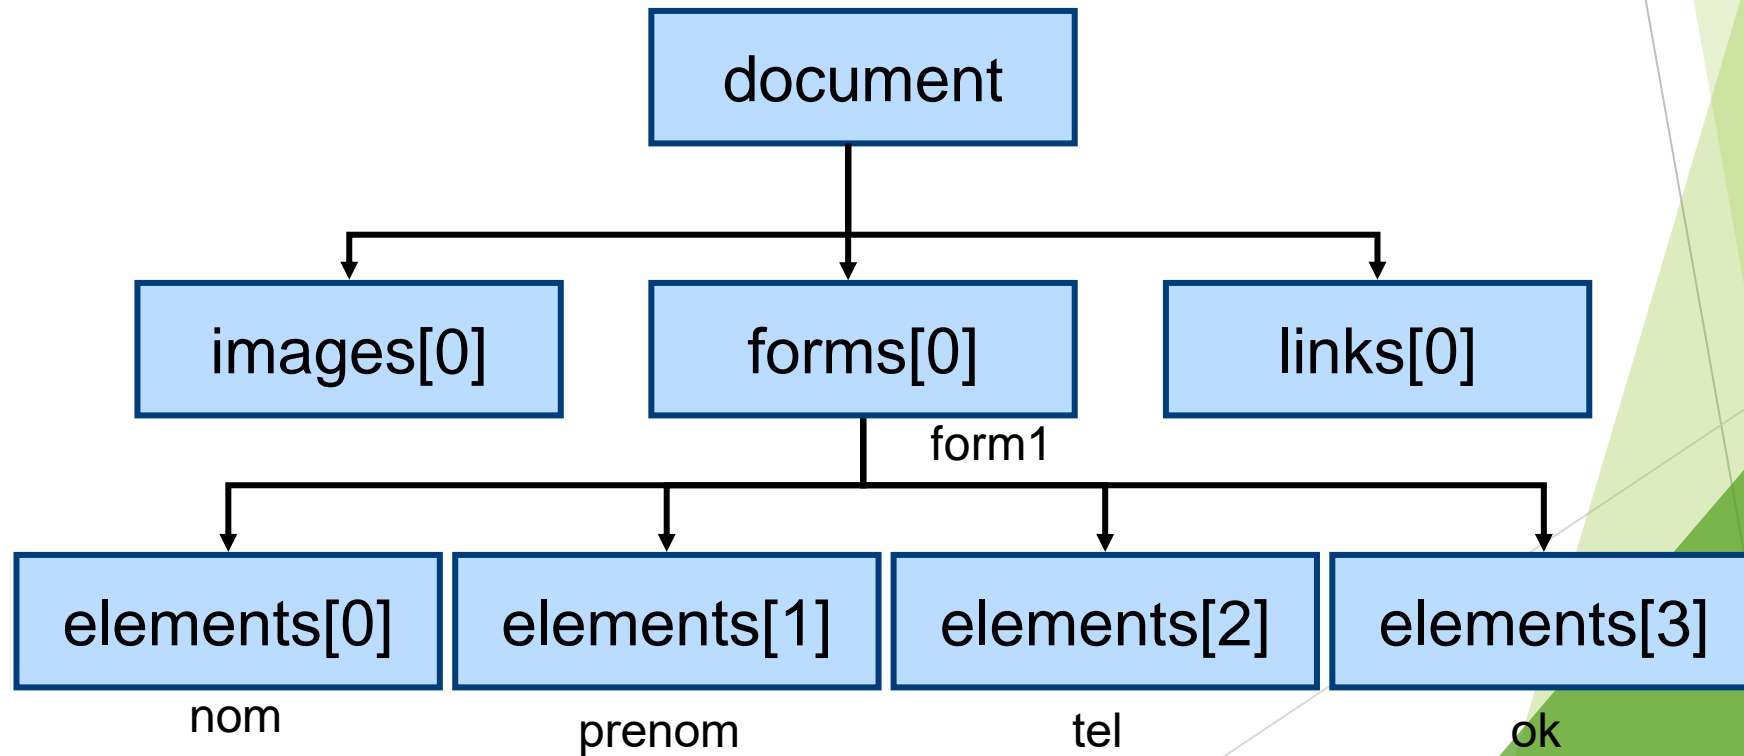 document
images[0]
forms[0]
links[0]
form1
elements[0]
elements[1]
elements[2]
elements[3]
nom
prenom
tel
ok